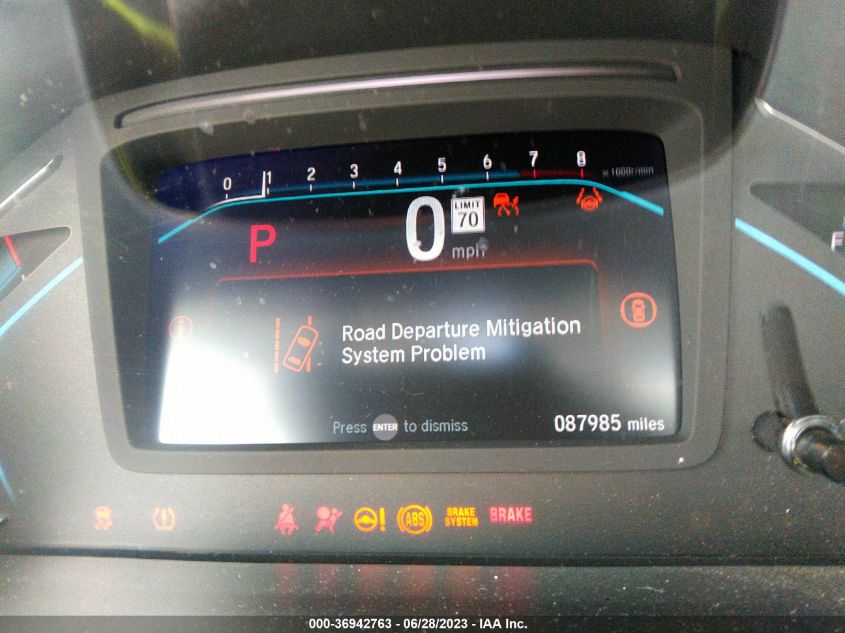 0 1 2 3 4 5 6 7 8 x1000r/min
P 0 mph LIMIT 70
Road Departure Mitigation
System Problem
Press ENTER to dismiss
087985 miles
F
ABS BRAKE SYSTEM BRAKE
000-36942763 - 06/28/2023 - IAA Inc.